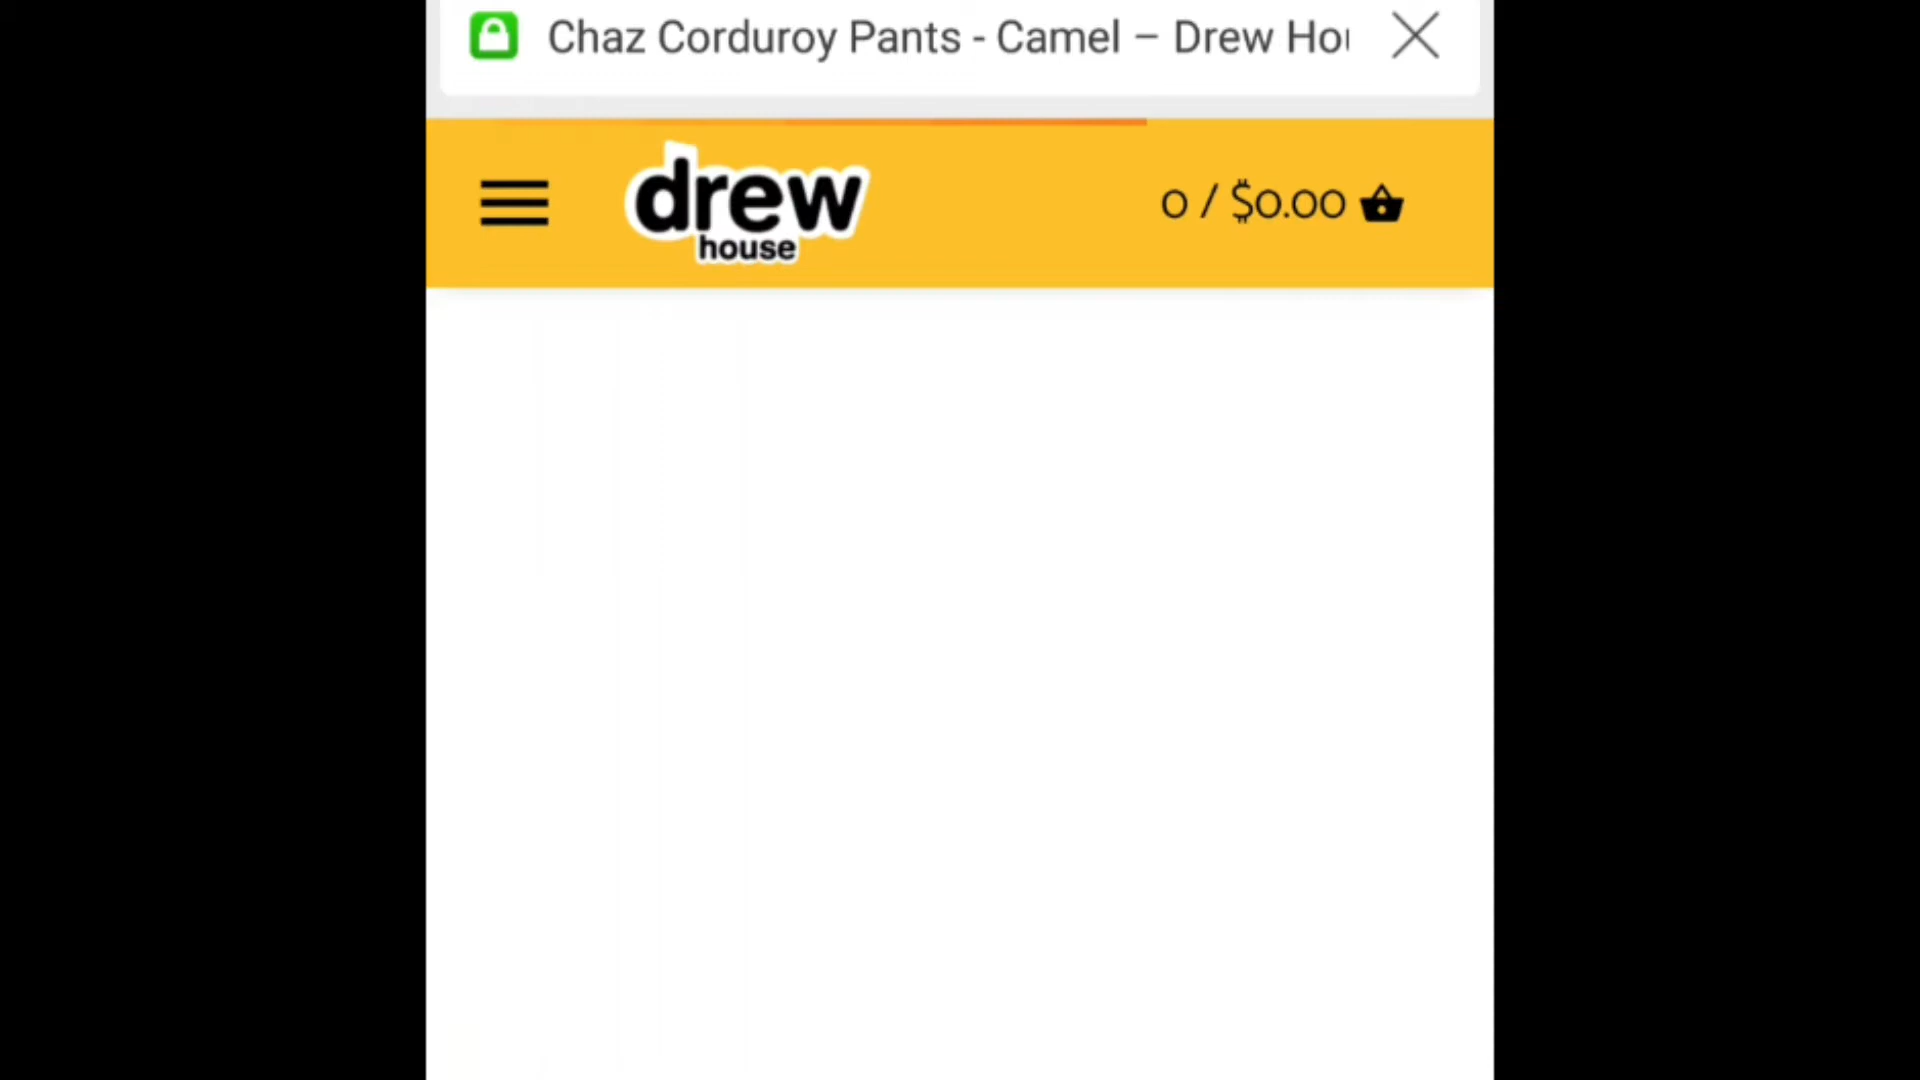 Chaz Corduroy Pants - Camel – Drew Ho
drew
house
0 / $0.00